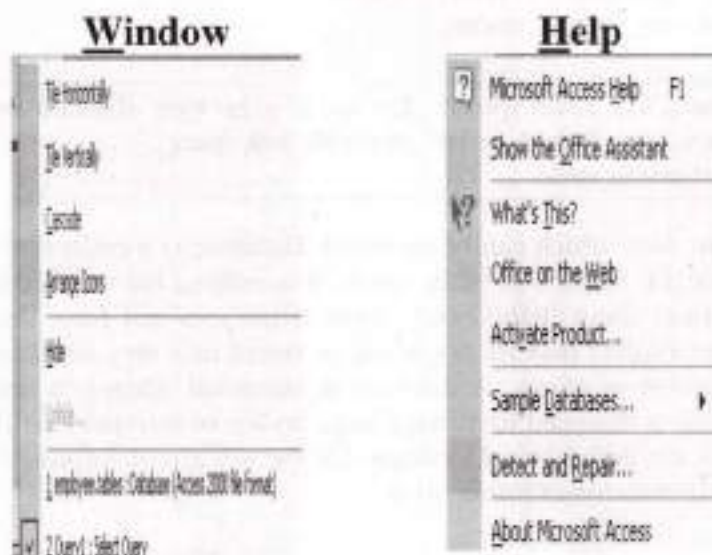 Window
Tile Horizontally
Tile Vertically
Cascade
Arrange Icons
Hide
1 employee tables : Database (Access 2000 file format)
2 Query1 : Select Query
Help
Microsoft Access Help F1
Show the Office Assistant
What's This?
Office on the Web
Activate Product...
Sample Databases...
Detect and Repair...
About Microsoft Access